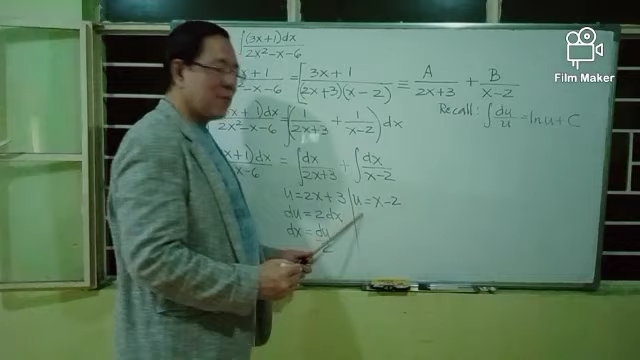 ∫(3x+1)dx / 2x²-x-6
x+1 / x²-x-6 = [3x+1 / (2x+3)(x-2)] = A / 2x+3 + B / x-2
x+1)dx / 2x²-x-6 = ∫(1 / 2x+3 + 1 / x-2)dx
Recall: ∫du/u = ln u + C
x+1)dx / -x-6 = ∫dx / 2x+3 + ∫dx / x-2
u = 2x+3 | u = x-2
du = 2dx
dx = du / 2
Film Maker